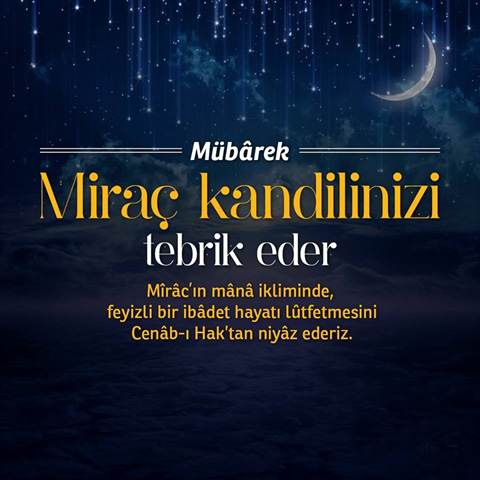 Mübârek
Miraç kandilinizi
tebrik eder
Mîrâc'ın mânâ ikliminde,
feyizli bir ibâdet hayatı lûtfetmesini
Cenâb-ı Hak'tan niyâz ederiz.